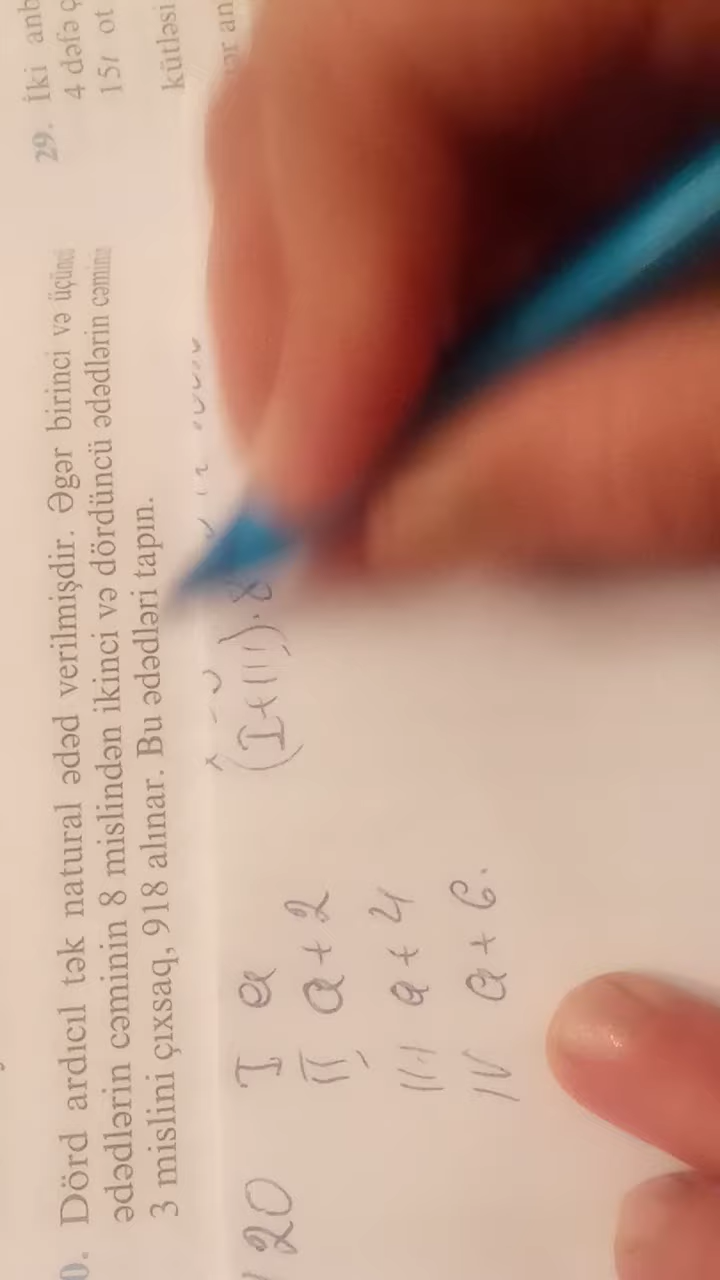 0. Dörd ardıcıl tək natural ədəd verilmişdir. Əgər birinci və üçüncü
ədədlərin cəminin 8 mislindən ikinci və dördüncü ədədlərin cəminin
3 mislini çıxsaq, 918 alınar. Bu ədədləri tapın.
29. İki
4 dəfə
15
kütləsi
20
I a
II a + 2
III a + 4
IV a + 6.
(I+III).8